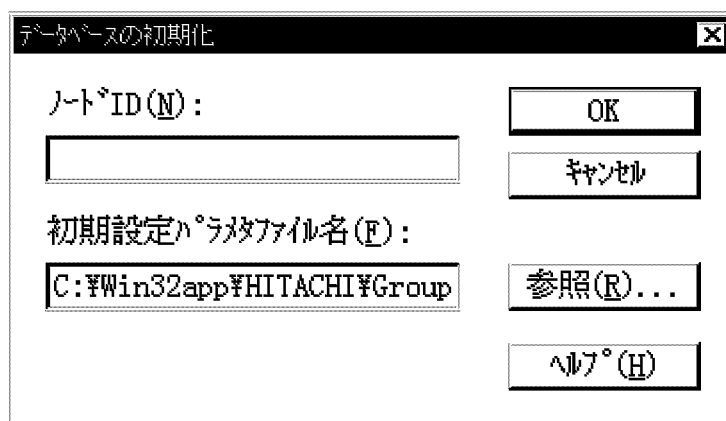 ﾃﾞｰﾀﾍﾞｰｽの初期化
ﾉｰﾄﾞID(N):
OK
ｷｬﾝｾﾙ
初期設定ﾊﾟﾗﾒﾀﾌｧｲﾙ名(F):
C:¥Win32app¥HITACHI¥Group
参照(R)...
ﾍﾙﾌﾟ(H)